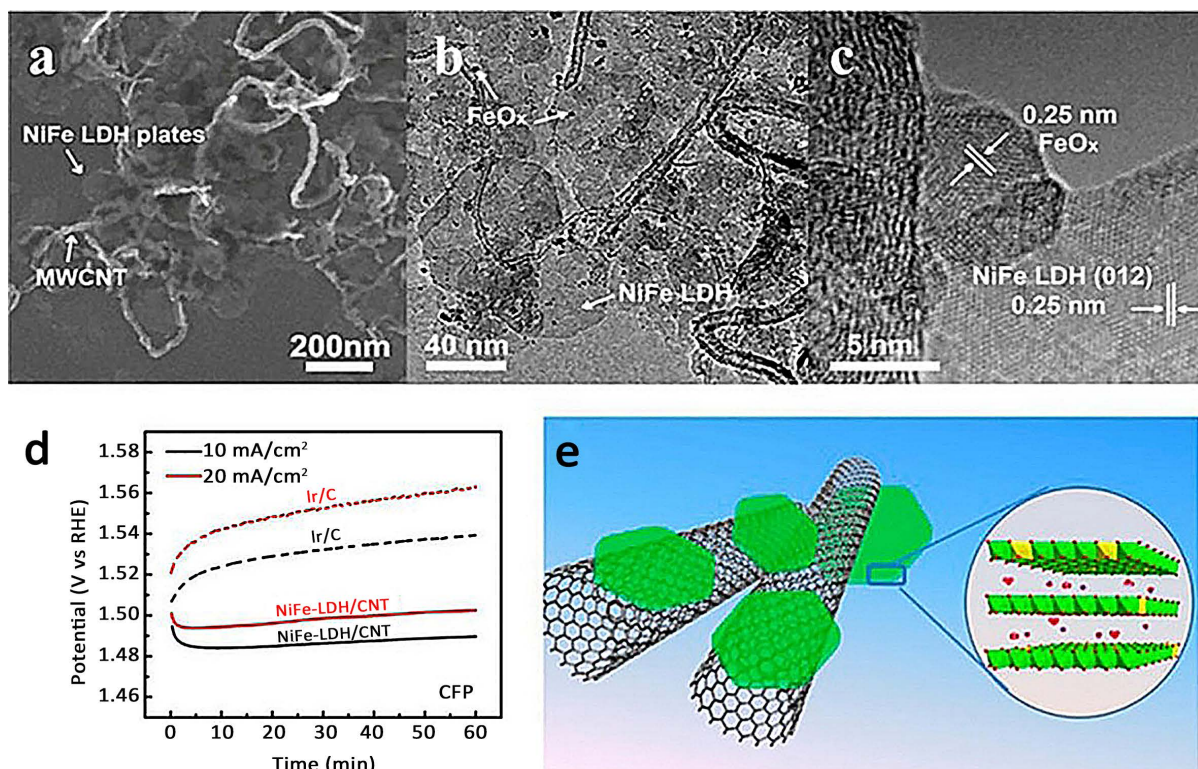 a
NiFe LDH plates
MWCNT
200nm
b
FeOₓ
NiFe LDH
40 nm
c
0.25 nm
FeOₓ
NiFe LDH (012)
0.25 nm
5 nm
d
Potential (V vs RHE)
1.58
1.56
1.54
1.52
1.50
1.48
1.46
10 mA/cm²
20 mA/cm²
Ir/C
Ir/C
NiFe-LDH/CNT
NiFe-LDH/CNT
CFP
0 10 20 30 40 50 60
Time (min)
e